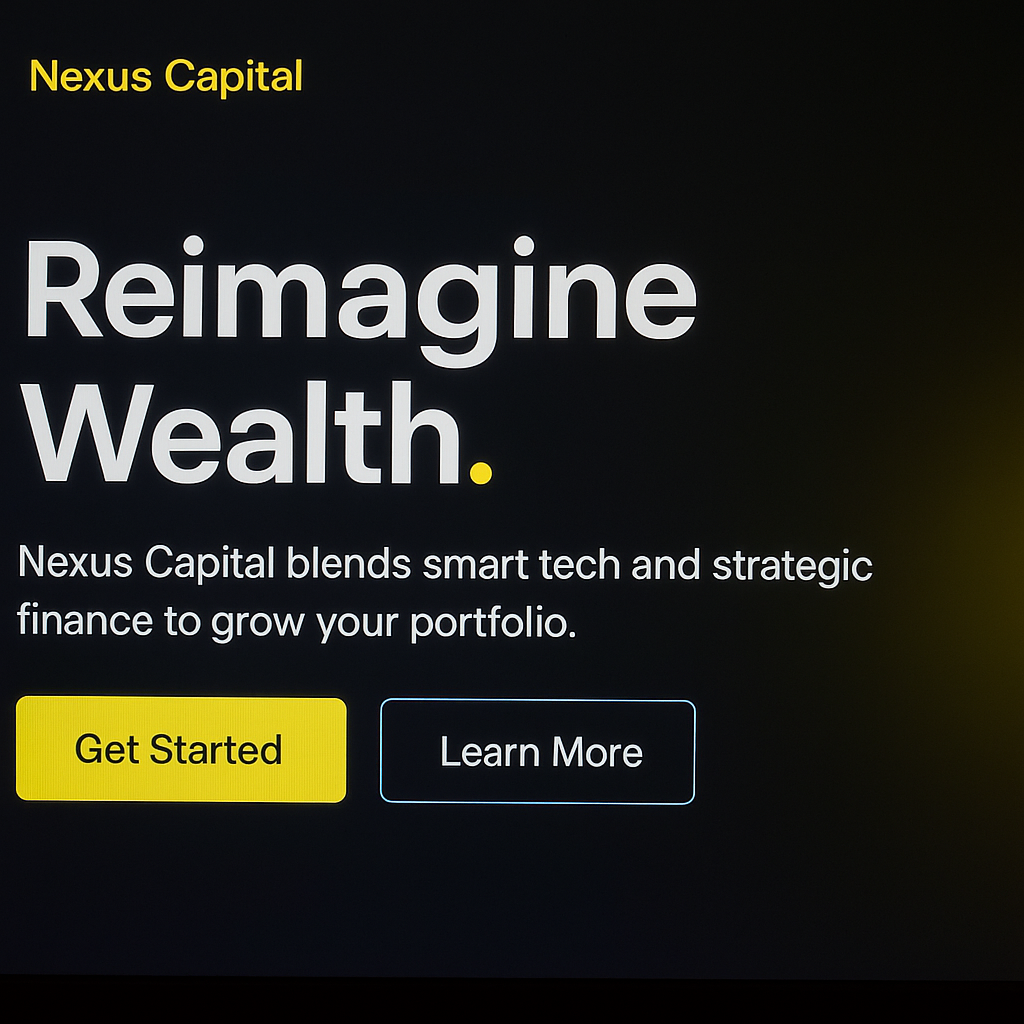 Nexus Capital
Reimagine
Wealth.
Nexus Capital blends smart tech and strategic
finance to grow your portfolio.
Get Started
Learn More